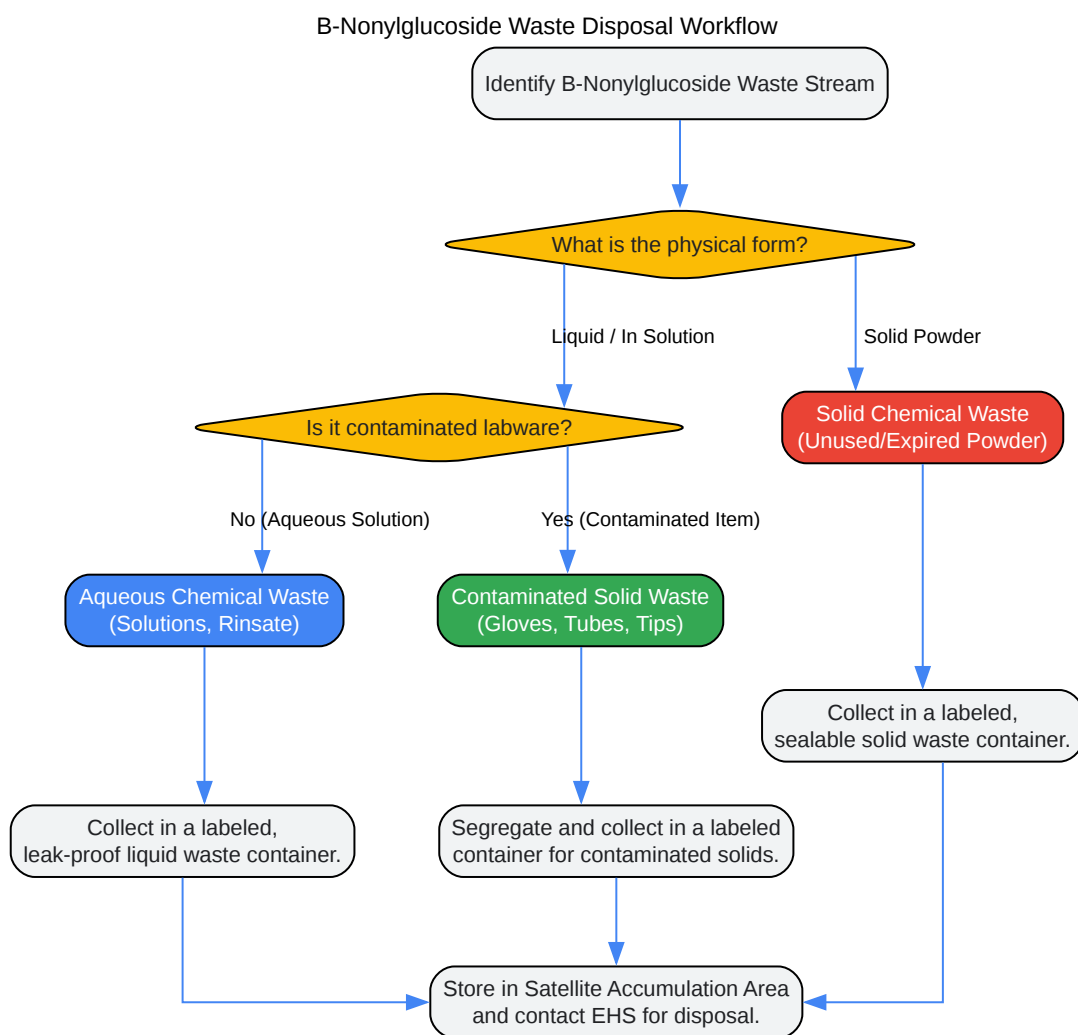 B-Nonylglucoside Waste Disposal Workflow
Identify B-Nonylglucoside Waste Stream
What is the physical form?
Liquid / In Solution
Solid Powder
Is it contaminated labware?
Solid Chemical Waste
(Unused/Expired Powder)
No (Aqueous Solution)
Yes (Contaminated Item)
Aqueous Chemical Waste
(Solutions, Rinsate)
Contaminated Solid Waste
(Gloves, Tubes, Tips)
Collect in a labeled,
sealable solid waste container.
Collect in a labeled,
leak-proof liquid waste container.
Segregate and collect in a labeled
container for contaminated solids.
Store in Satellite Accumulation Area
and contact EHS for disposal.